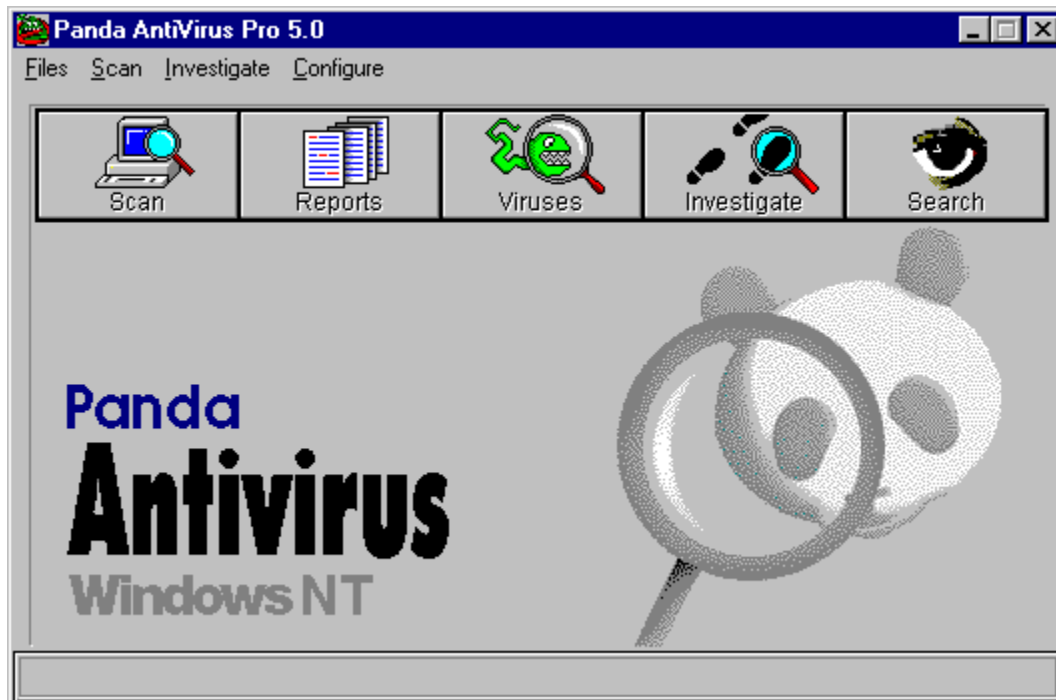 Panda AntiVirus Pro 5.0
Files Scan Investigate Configure
Scan Reports Viruses Investigate Search
Panda
Antivirus
Windows NT